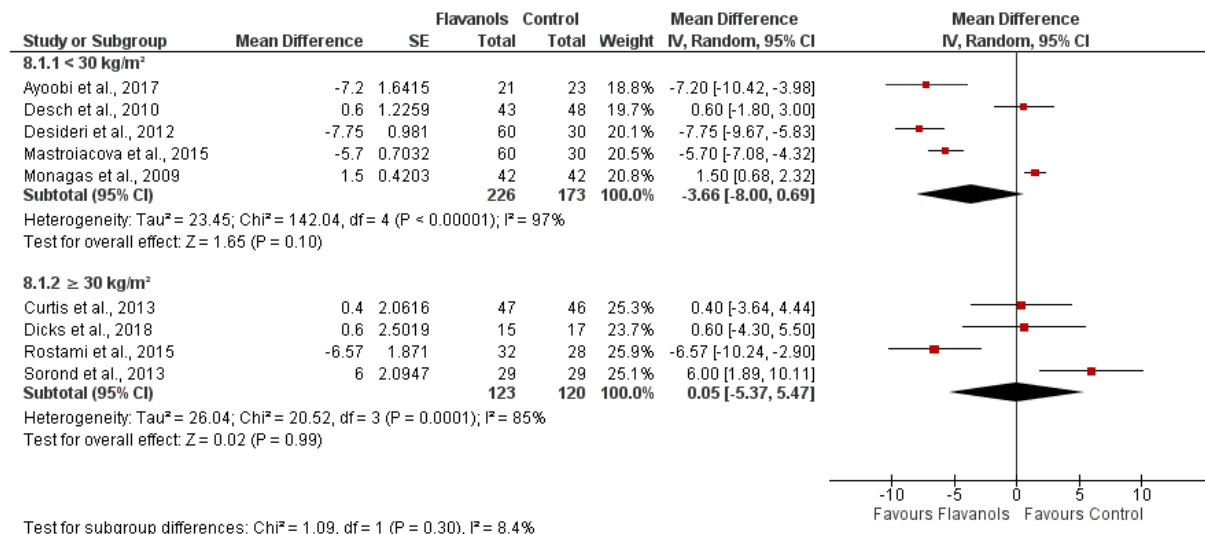 Flavanols Control Mean Difference Mean Difference
Study or Subgroup Mean Difference SE Total Total Weight IV, Random, 95% CI IV, Random, 95% CI
8.1.1 < 30 kg/m²
Ayoobi et al., 2017 -7.2 1.6415 21 23 18.8% -7.20 [-10.42, -3.98]
Desch et al., 2010 0.6 1.2259 43 48 19.7% 0.60 [-1.80, 3.00]
Desideri et al., 2012 -7.75 0.981 60 30 20.1% -7.75 [-9.67, -5.83]
Mastroiacova et al., 2015 -5.7 0.7032 60 30 20.5% -5.70 [-7.08, -4.32]
Monagas et al., 2009 1.5 0.4203 42 42 20.8% 1.50 [0.68, 2.32]
Subtotal (95% CI) 226 173 100.0% -3.66 [-8.00, 0.69]
Heterogeneity: Tau² = 23.45; Chi² = 142.04, df = 4 (P < 0.00001); I² = 97%
Test for overall effect: Z = 1.65 (P = 0.10)
8.1.2 ≥ 30 kg/m²
Curtis et al., 2013 0.4 2.0616 47 46 25.3% 0.40 [-3.64, 4.44]
Dicks et al., 2018 0.6 2.5019 15 17 23.7% 0.60 [-4.30, 5.50]
Rostami et al., 2015 -6.57 1.871 32 28 25.9% -6.57 [-10.24, -2.90]
Sorond et al., 2013 6 2.0947 29 29 25.1% 6.00 [1.89, 10.11]
Subtotal (95% CI) 123 120 100.0% 0.05 [-5.37, 5.47]
Heterogeneity: Tau² = 26.04; Chi² = 20.52, df = 3 (P = 0.0001); I² = 85%
Test for overall effect: Z = 0.02 (P = 0.99)
-10 -5 0 5 10
Favours Flavanols Favours Control
Test for subgroup differences: Chi² = 1.09, df = 1 (P = 0.30), I² = 8.4%